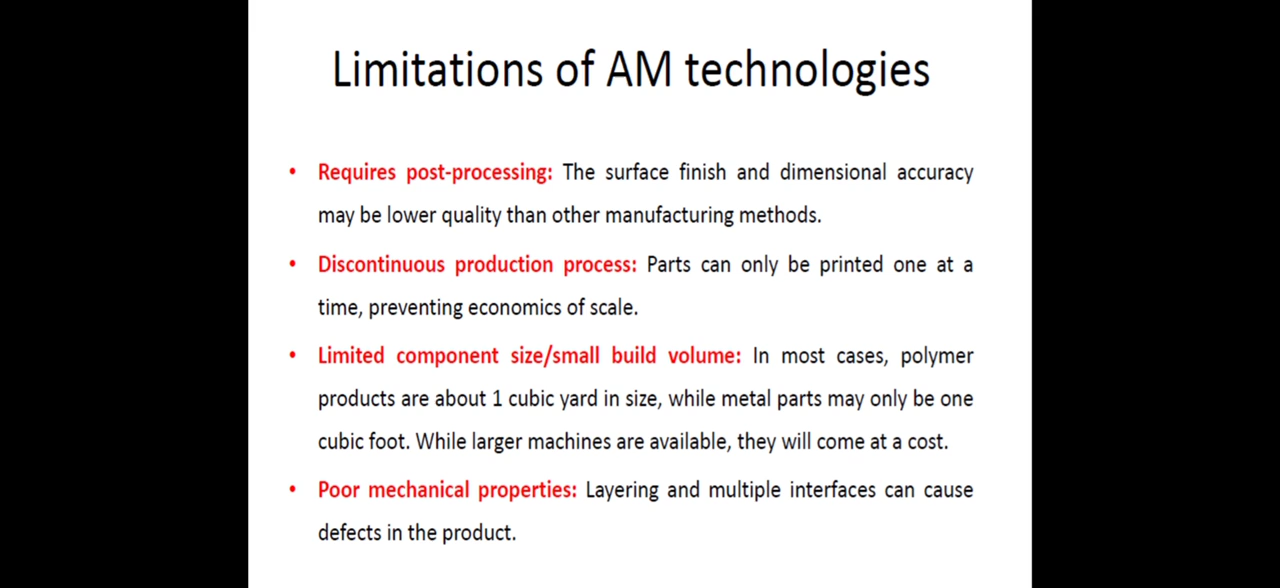 Limitations of AM technologies
• Requires post-processing: The surface finish and dimensional accuracy
may be lower quality than other manufacturing methods.
• Discontinuous production process: Parts can only be printed one at a
time, preventing economics of scale.
• Limited component size/small build volume: In most cases, polymer
products are about 1 cubic yard in size, while metal parts may only be one
cubic foot. While larger machines are available, they will come at a cost.
• Poor mechanical properties: Layering and multiple interfaces can cause
defects in the product.